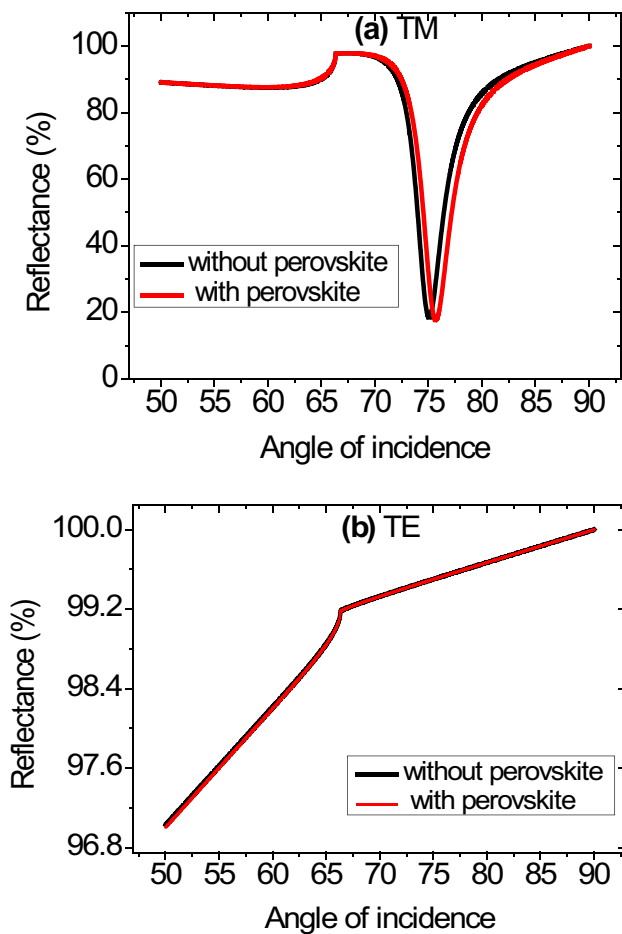 (a) TM
100
80
60
40
20
0
Reflectance (%)
without perovskite
with perovskite
50 55 60 65 70 75 80 85 90
Angle of incidence
(b) TE
100.0
99.2
98.4
97.6
96.8
Reflectance (%)
without perovskite
with perovskite
50 55 60 65 70 75 80 85 90
Angle of incidence